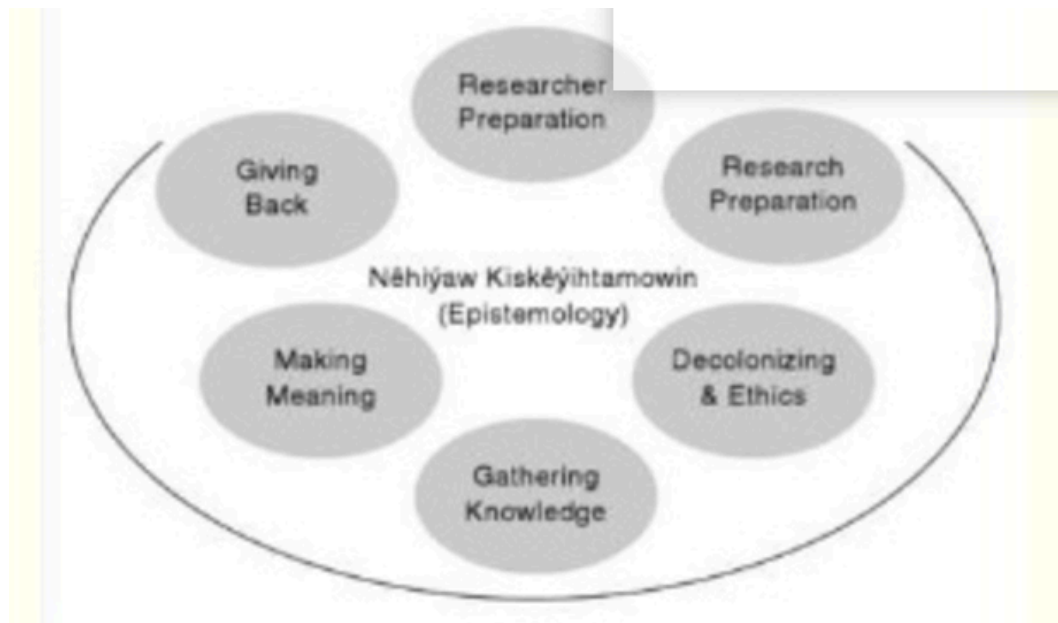 Researcher
Preparation
Research
Preparation
Giving
Back
Nêhiýaw Kiskêýihtamowin
(Epistemology)
Making
Meaning
Decolonizing
& Ethics
Gathering
Knowledge